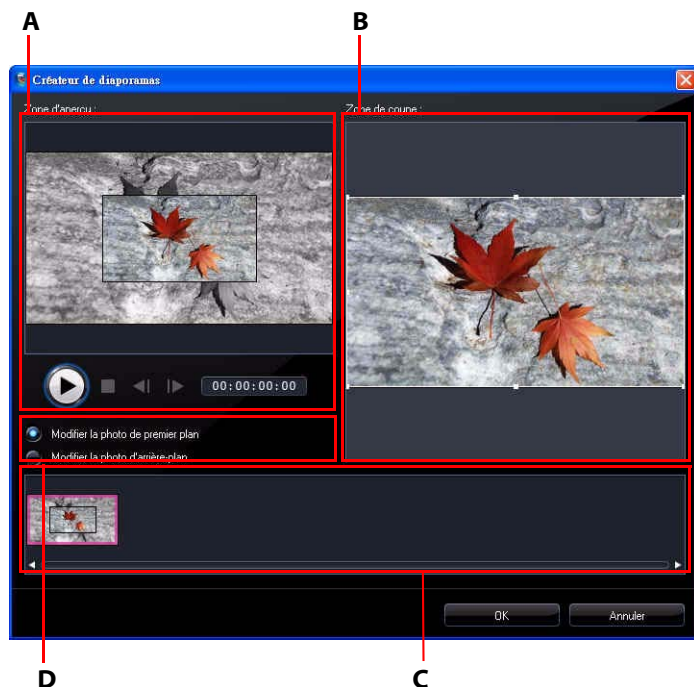 A B
Créateur de diaporamas
Zone d'aperçu : Zone de coupe :
00:00:00:00
Modifier la photo de premier plan
Modifier la photo d'arrière-plan
OK Annuler
D C